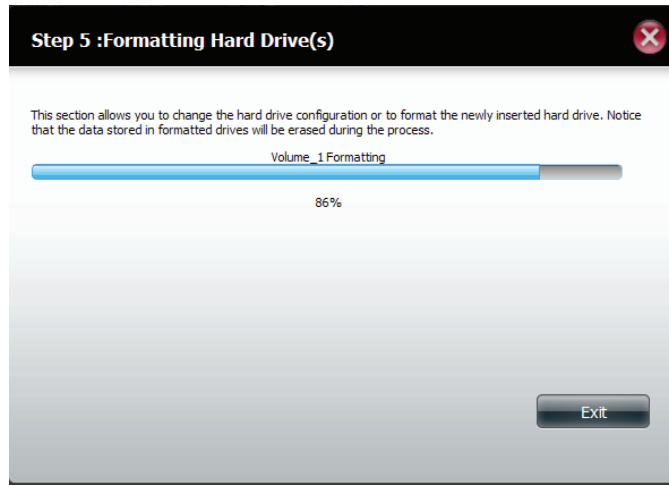 Step 5 :Formatting Hard Drive(s)
This section allows you to change the hard drive configuration or to format the newly inserted hard drive. Notice
that the data stored in formatted drives will be erased during the process.
Volume_1 Formatting
86%
Exit